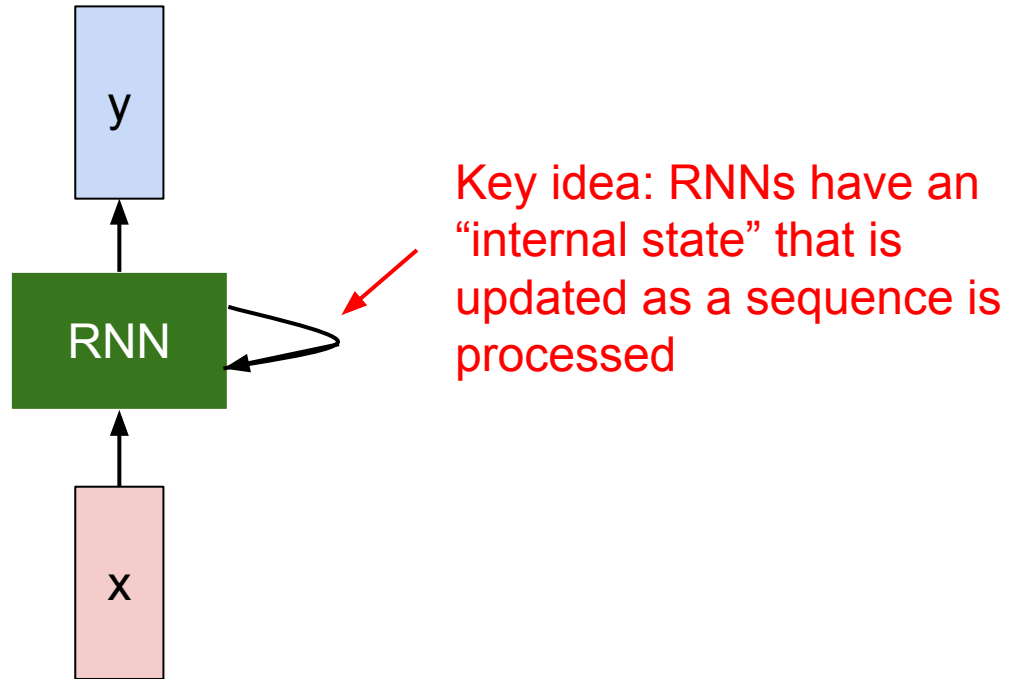 y
Key idea: RNNs have an
“internal state” that is
updated as a sequence is
processed
RNN
x